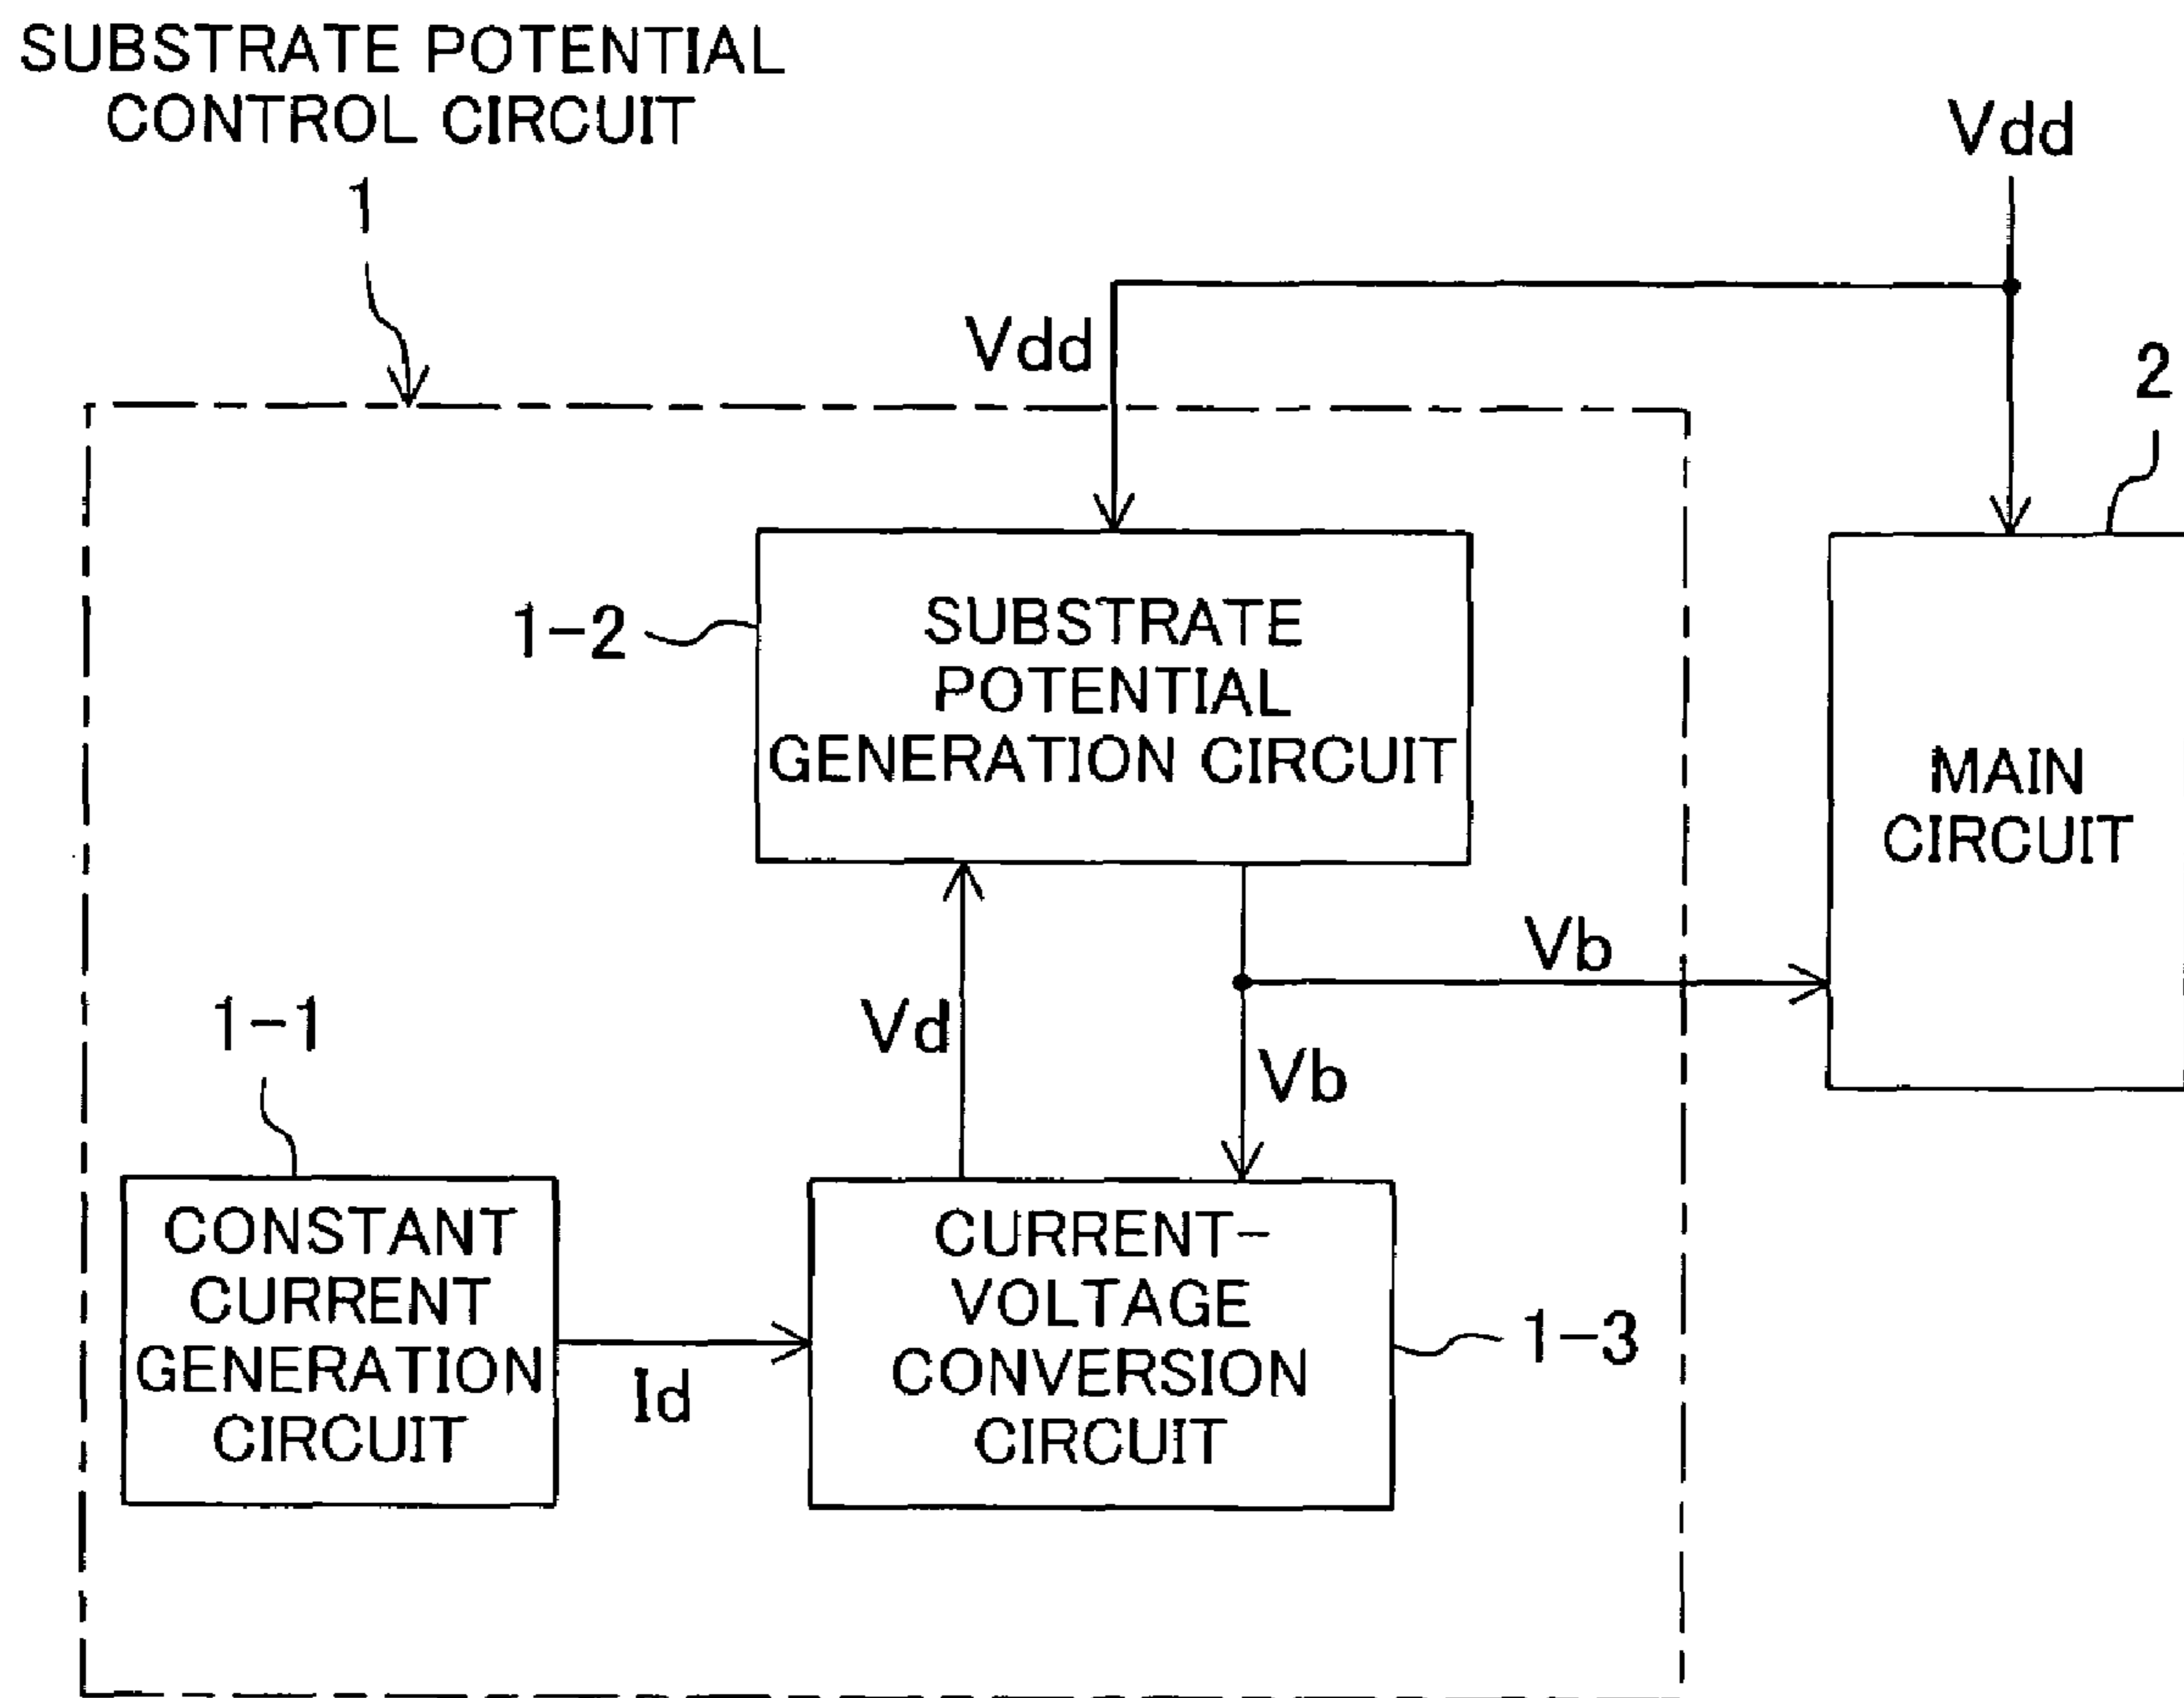 SUBSTRATE POTENTIAL
CONTROL CIRCUIT
1
Vdd
Vdd
2
1-2
SUBSTRATE
POTENTIAL
GENERATION CIRCUIT
MAIN
CIRCUIT
Vb
Vd
Vb
1-1
CONSTANT
CURRENT
GENERATION
CIRCUIT
Id
CURRENT-
VOLTAGE
CONVERSION
CIRCUIT
1-3